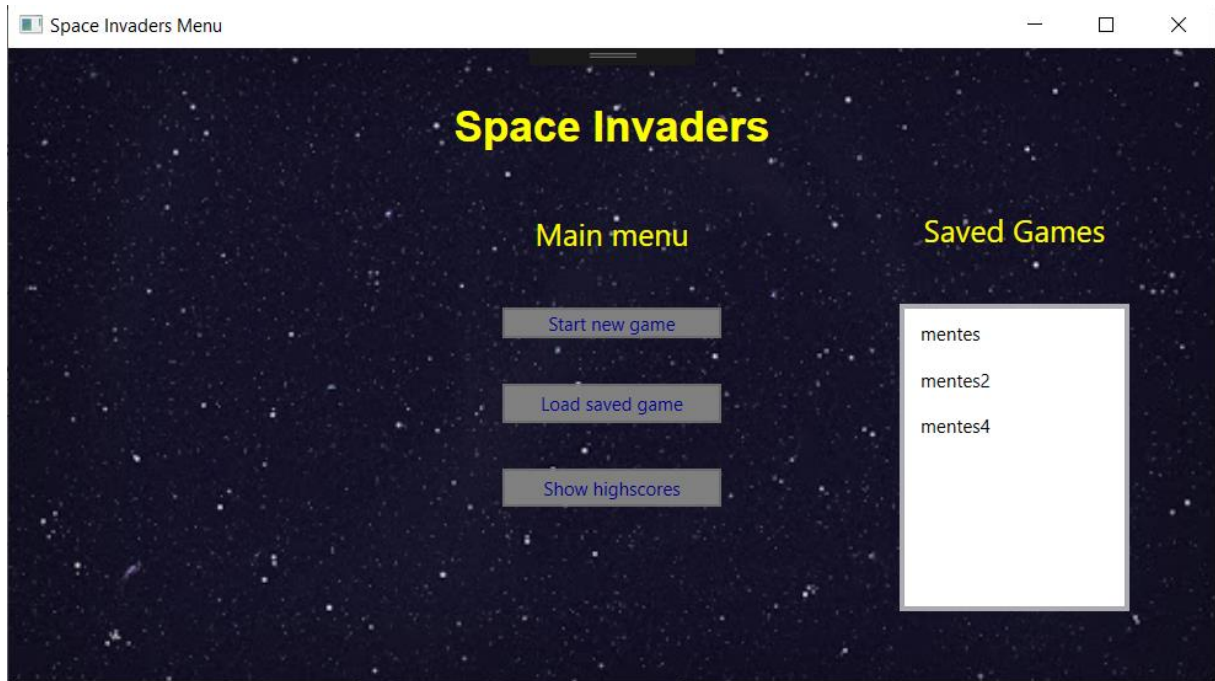 Space Invaders Menu
Space Invaders
Main menu
Start new game
Load saved game
Show highscores
Saved Games
mentes
mentes2
mentes4